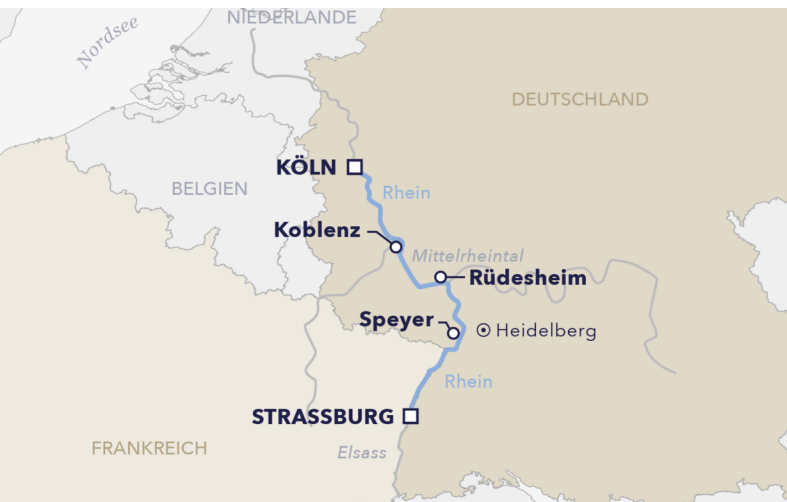 NIEDERLANDE
Nordsee
DEUTSCHLAND
KÖLN
BELGIEN
Rhein
Koblenz
Mittelrheintal
Rüdesheim
Speyer
Heidelberg
Rhein
STRASSBURG
FRANKREICH
Elsass